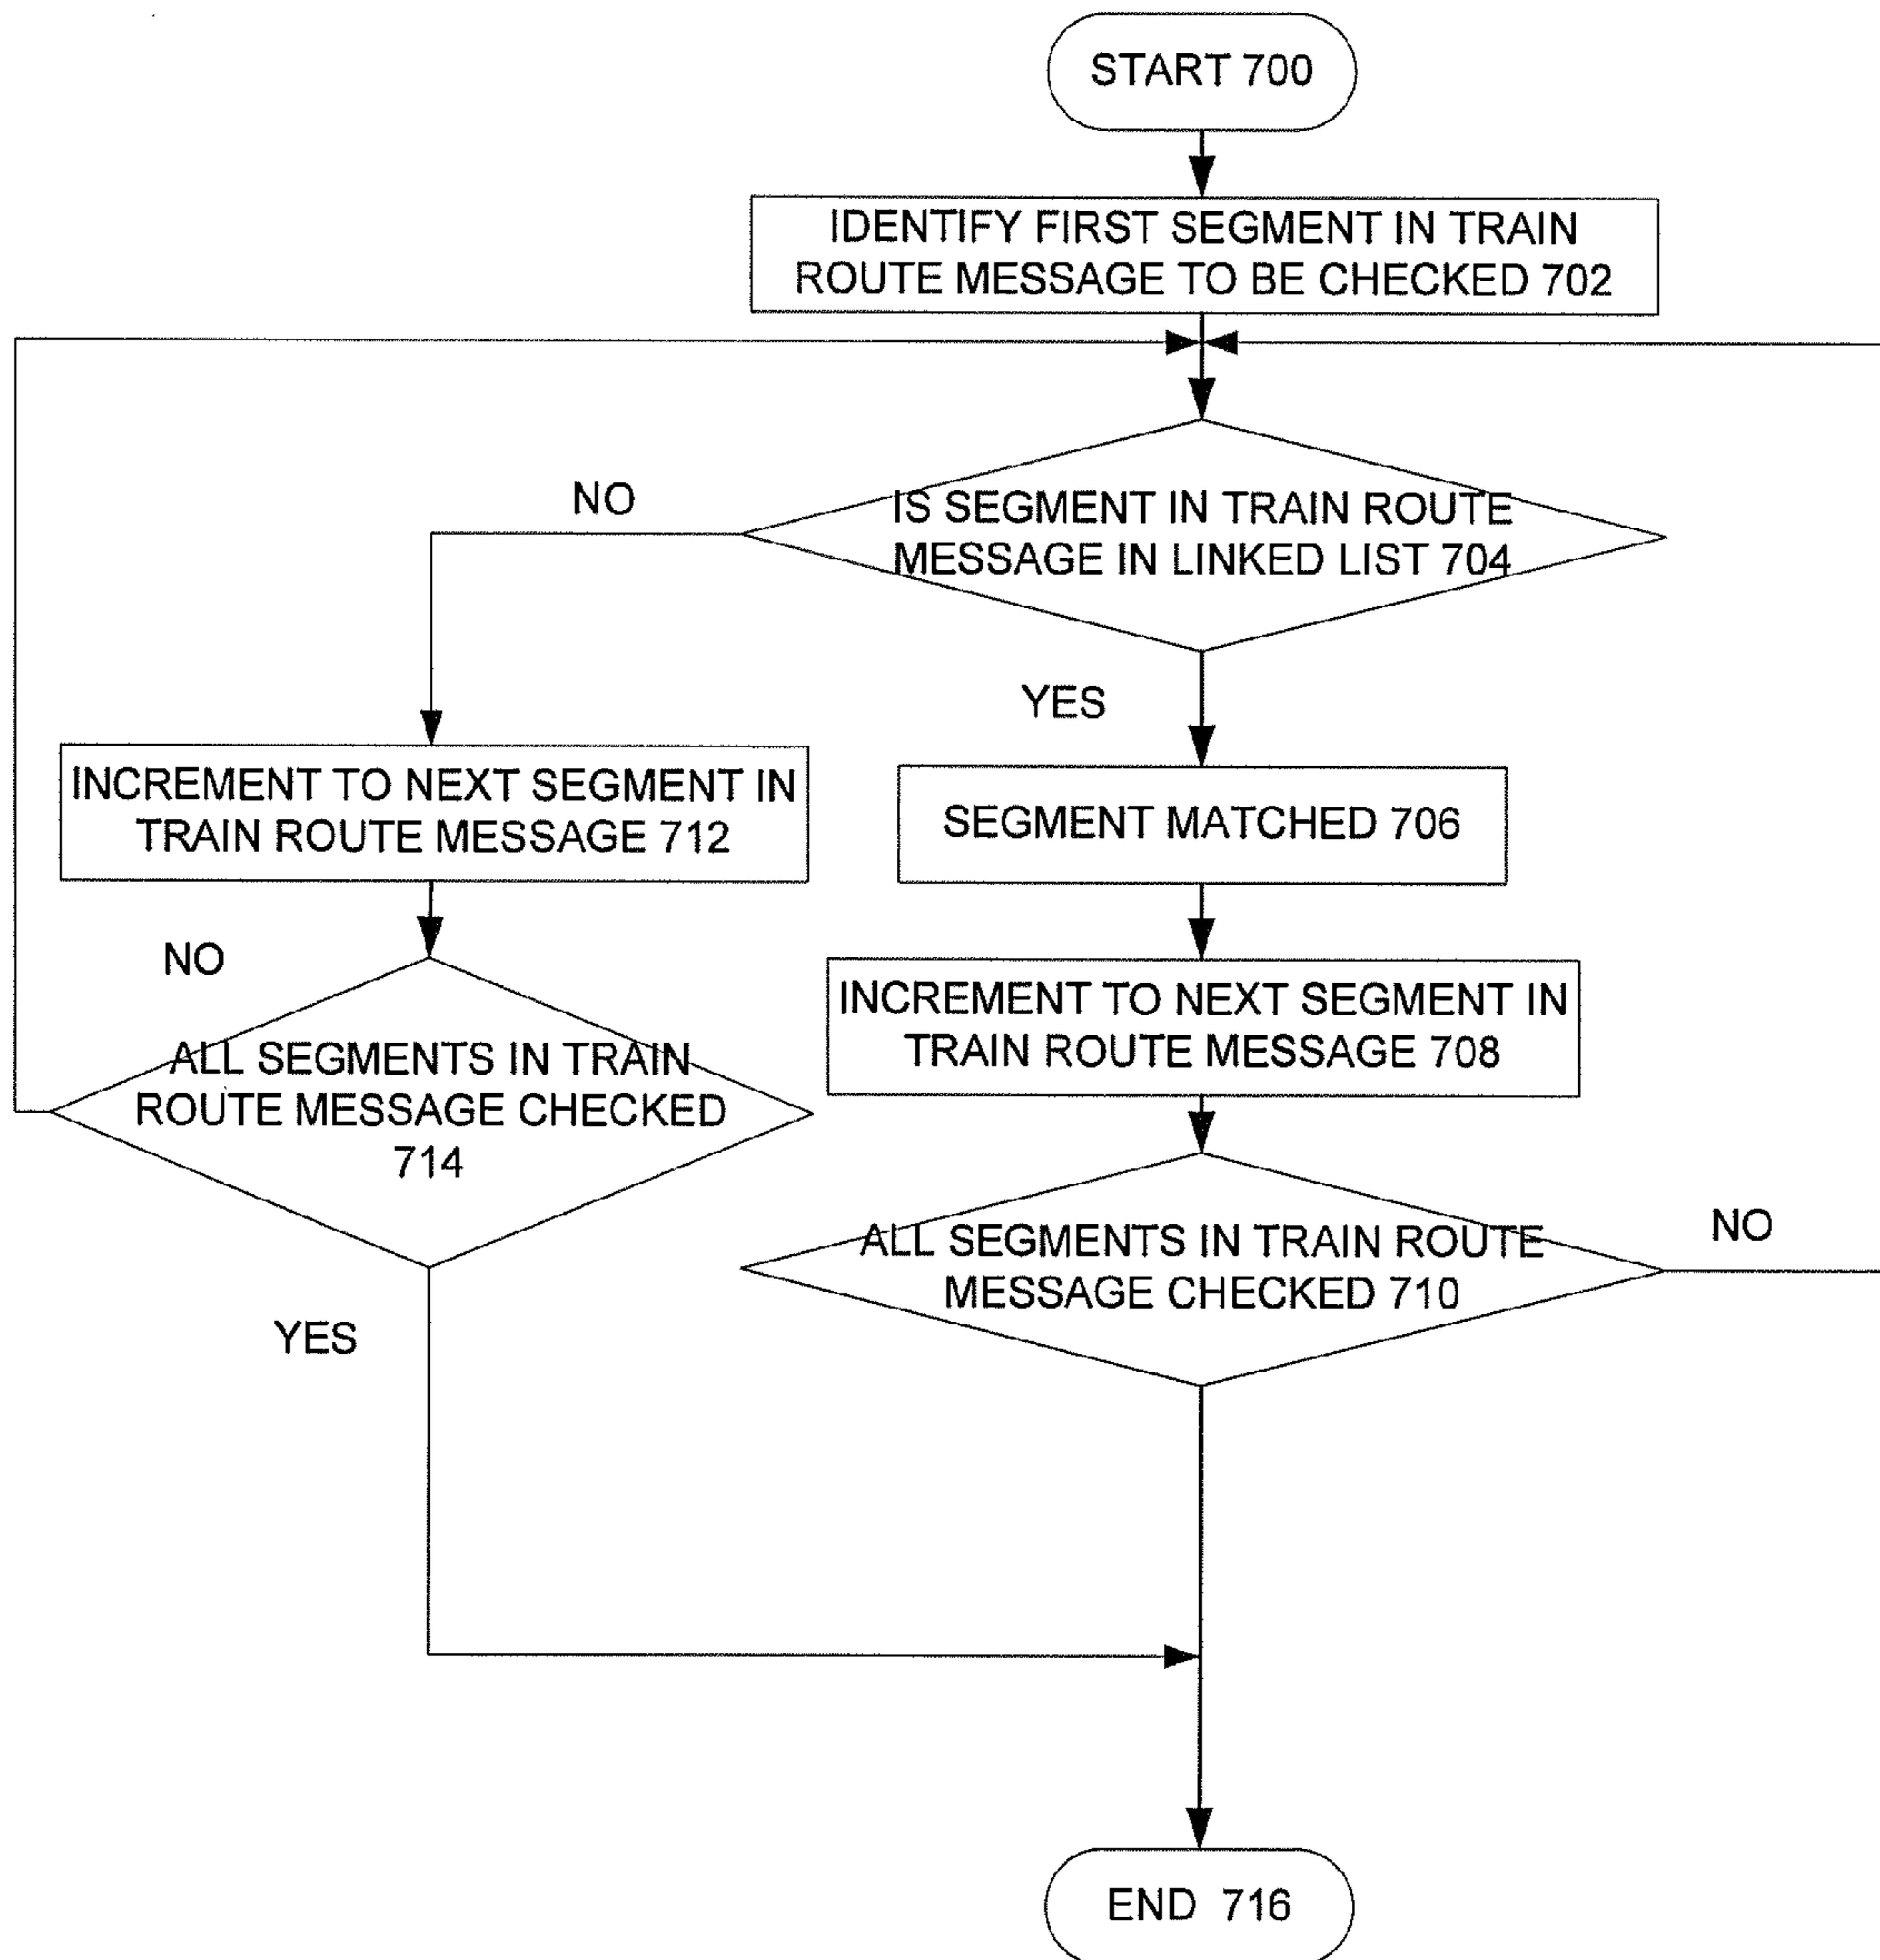 START 700
IDENTIFY FIRST SEGMENT IN TRAIN
ROUTE MESSAGE TO BE CHECKED 702
IS SEGMENT IN TRAIN ROUTE
MESSAGE IN LINKED LIST 704
NO
YES
INCREMENT TO NEXT SEGMENT IN
TRAIN ROUTE MESSAGE 712
SEGMENT MATCHED 706
NO
ALL SEGMENTS IN TRAIN
ROUTE MESSAGE CHECKED
714
YES
INCREMENT TO NEXT SEGMENT IN
TRAIN ROUTE MESSAGE 708
ALL SEGMENTS IN TRAIN ROUTE
MESSAGE CHECKED 710
NO
END 716